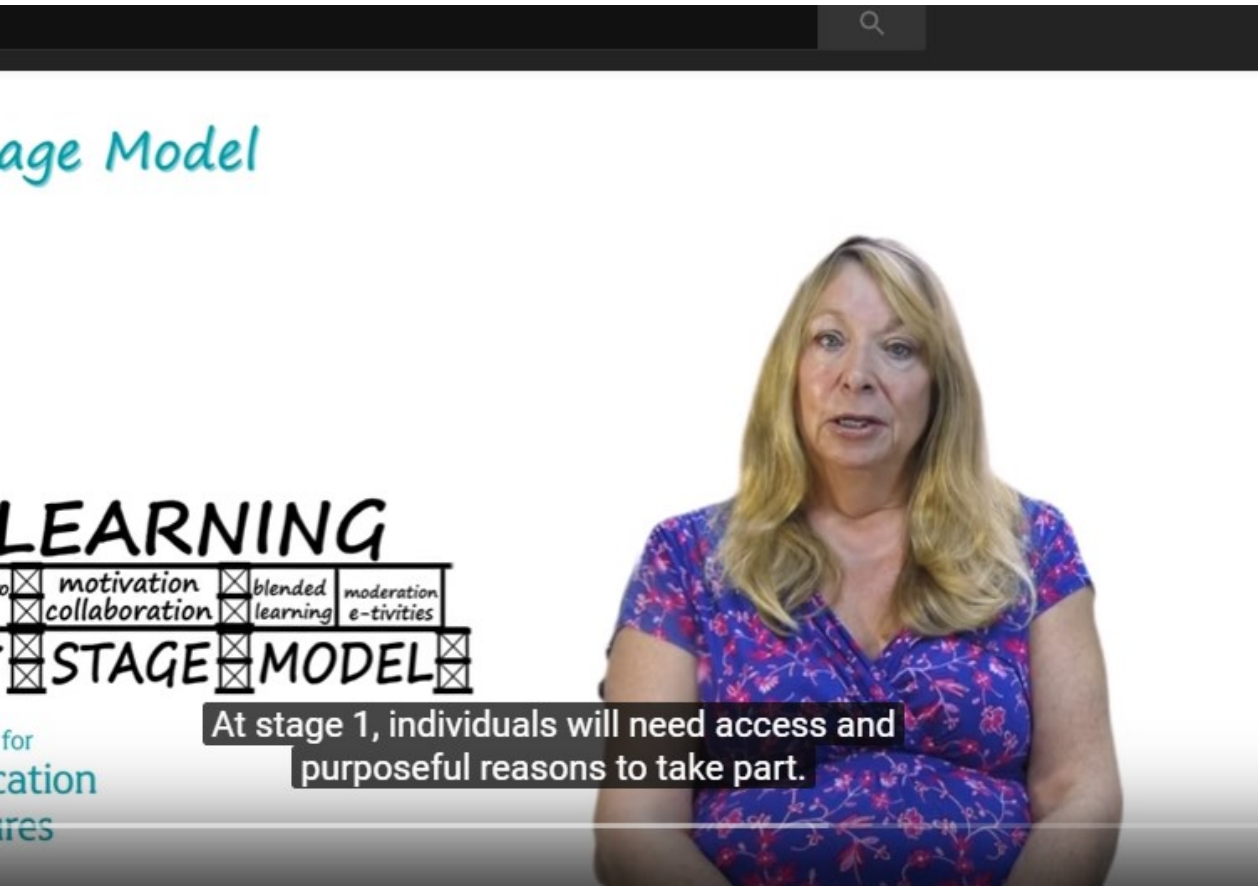 age Model
LEARNING
motivation
collaboration
blended
learning
moderation
e-tivities
STAGE MODEL
At stage 1, individuals will need access and
purposeful reasons to take part.
for
cation
res